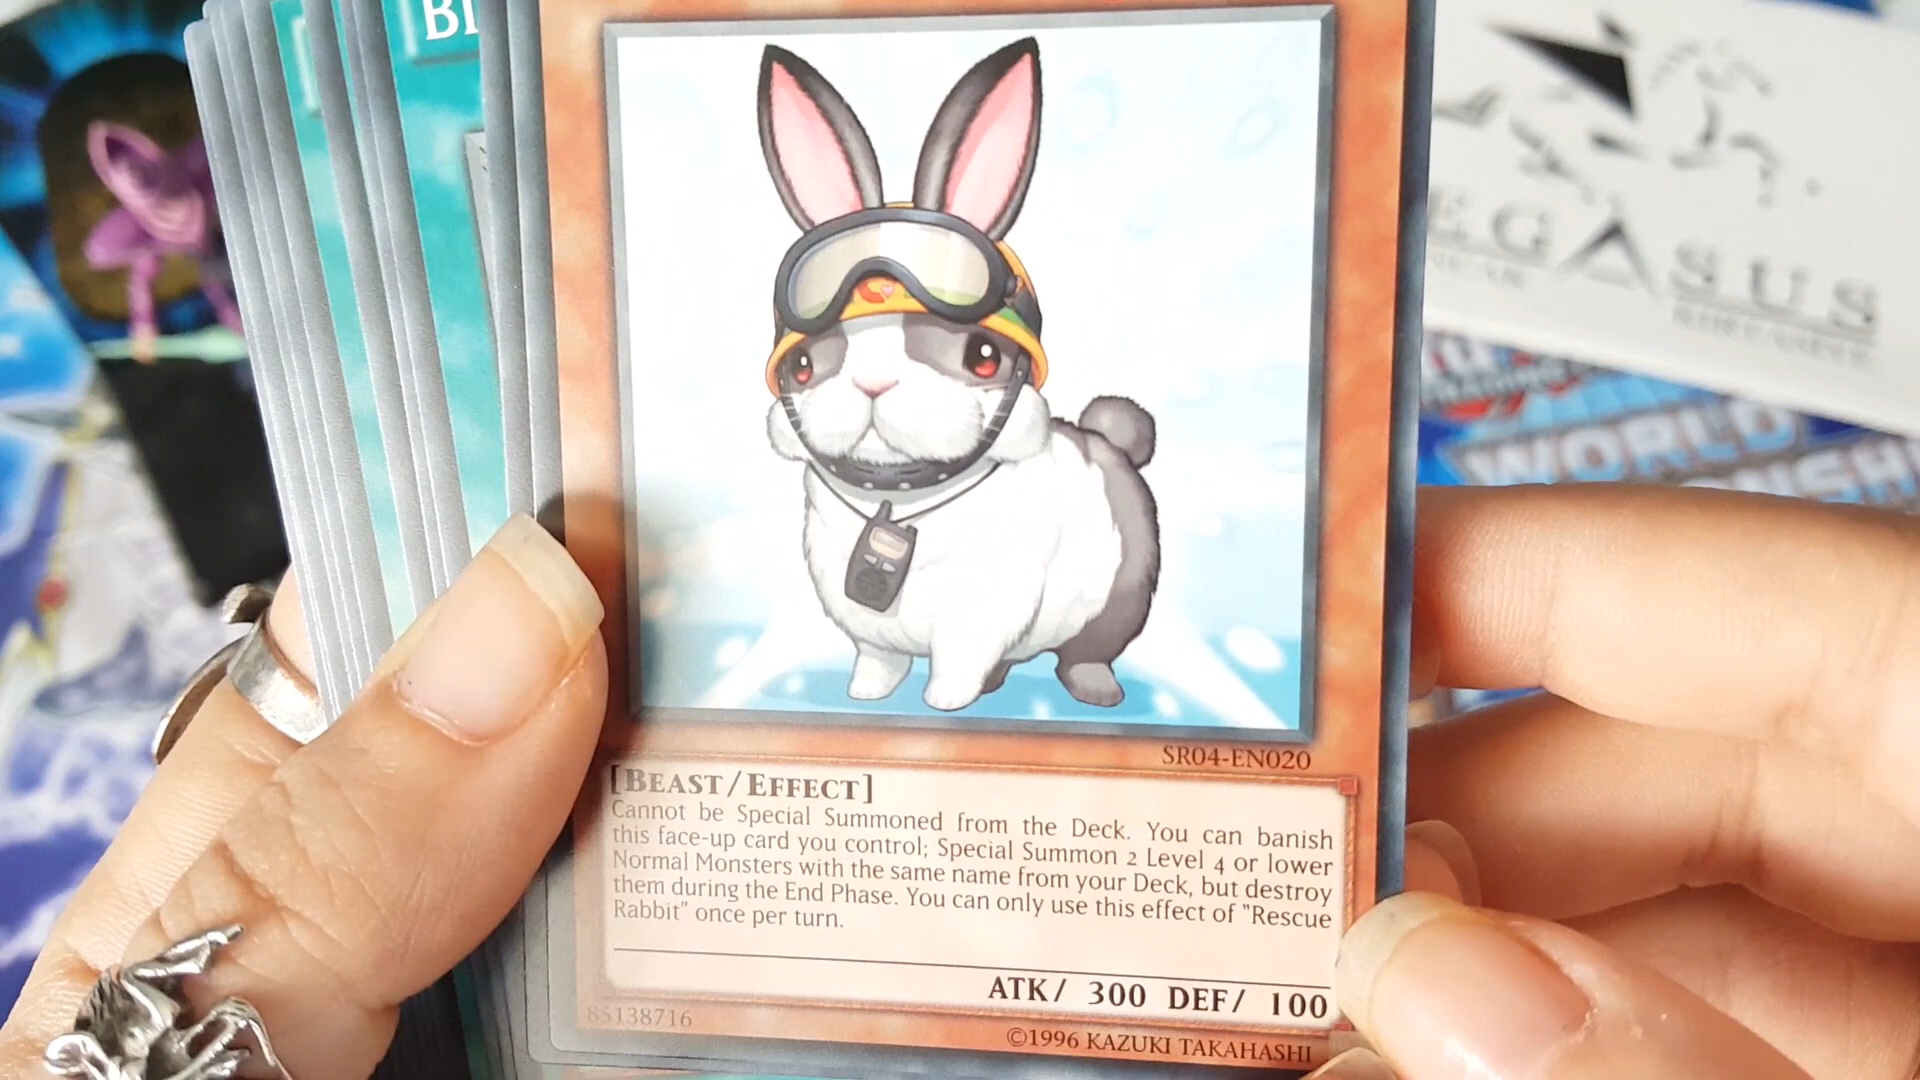 BI
EGASUS
WORLD
SR04-EN020
[BEAST/EFFECT]
Cannot be Special Summoned from the Deck. You can banish
this face-up card you control; Special Summon 2 Level 4 or lower
Normal Monsters with the same name from your Deck, but destroy
them during the End Phase. You can only use this effect of "Rescue
Rabbit" once per turn.
ATK/ 300 DEF/ 100
85138716
©1996 KAZUKI TAKAHASHI